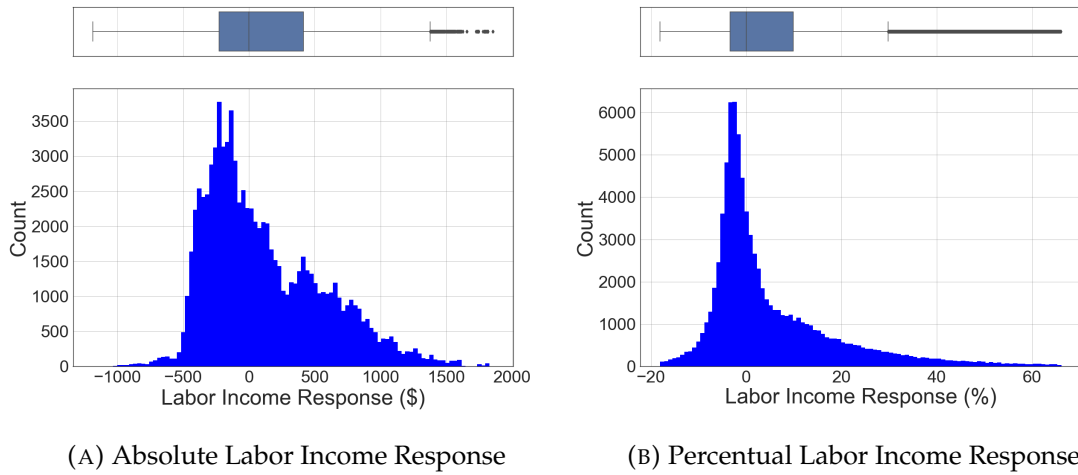 3500
3000
2500
2000
1500
1000
500
0
Count
−1000 −500 0 500 1000 1500 2000
Labor Income Response ($)
(A) Absolute Labor Income Response
6000
5000
4000
3000
2000
1000
0
Count
−20 0 20 40 60
Labor Income Response (%)
(B) Percentual Labor Income Response